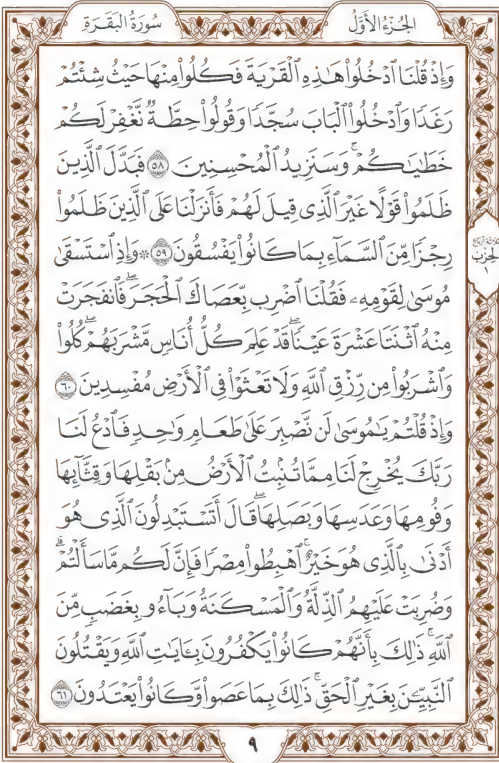 سُورَةُ البَقَرَةِ
الجُزءُ الأَوَّلُ
وَإِذۡ قُلۡنَا ٱدۡخُلُواْ هَٰذِهِ ٱلۡقَرۡيَةَ فَكُلُواْ مِنۡهَا حَيۡثُ شِئۡتُمۡ
رَغَدٗا وَٱدۡخُلُواْ ٱلۡبَابَ سُجَّدٗا وَقُولُواْ حِطَّةٞ نَّغۡفِرۡ لَكُمۡ
خَطَٰيَٰكُمۡۚ وَسَنَزِيدُ ٱلۡمُحۡسِنِينَ ٥٨ فَبَدَّلَ ٱلَّذِينَ
ظَلَمُواْ قَوۡلًا غَيۡرَ ٱلَّذِي قِيلَ لَهُمۡ فَأَنزَلۡنَا عَلَى ٱلَّذِينَ ظَلَمُواْ
رِجۡزٗا مِّنَ ٱلسَّمَآءِ بِمَا كَانُواْ يَفۡسُقُونَ ٥٩ ۞ وَإِذِ ٱسۡتَسۡقَىٰ
مُوسَىٰ لِقَوۡمِهِۦ فَقُلۡنَا ٱضۡرِب بِّعَصَاكَ ٱلۡحَجَرَۖ فَٱنفَجَرَتۡ
مِنۡهُ ٱثۡنَتَا عَشۡرَةَ عَيۡنٗاۖ قَدۡ عَلِمَ كُلُّ أُنَاسٖ مَّشۡرَبَهُمۡۖ كُلُواْ
وَٱشۡرَبُواْ مِن رِّزۡقِ ٱللَّهِ وَلَا تَعۡثَوۡاْ فِي ٱلۡأَرۡضِ مُفۡسِدِينَ ٦٠
وَإِذۡ قُلۡتُمۡ يَٰمُوسَىٰ لَن نَّصۡبِرَ عَلَىٰ طَعَامٖ وَٰحِدٖ فَٱدۡعُ لَنَا
رَبَّكَ يُخۡرِجۡ لَنَا مِمَّا تُنۢبِتُ ٱلۡأَرۡضُ مِنۢ بَقۡلِهَا وَقِثَّآئِهَا
وَفُومِهَا وَعَدَسِهَا وَبَصَلِهَاۖ قَالَ أَتَسۡتَبۡدِلُونَ ٱلَّذِي هُوَ
أَدۡنَىٰ بِٱلَّذِي هُوَ خَيۡرٌۚ ٱهۡبِطُواْ مِصۡرٗا فَإِنَّ لَكُم مَّا سَأَلۡتُمۡۗ
وَضُرِبَتۡ عَلَيۡهِمُ ٱلذِّلَّةُ وَٱلۡمَسۡكَنَةُ وَبَآءُو بِغَضَبٖ مِّنَ
ٱللَّهِۚ ذَٰلِكَ بِأَنَّهُمۡ كَانُواْ يَكۡفُرُونَ بِـَٔايَٰتِ ٱللَّهِ وَيَقۡتُلُونَ
ٱلنَّبِيِّـۧنَ بِغَيۡرِ ٱلۡحَقِّۚ ذَٰلِكَ بِمَا عَصَواْ وَّكَانُواْ يَعۡتَدُونَ ٦١
الحِزْب
١
٩